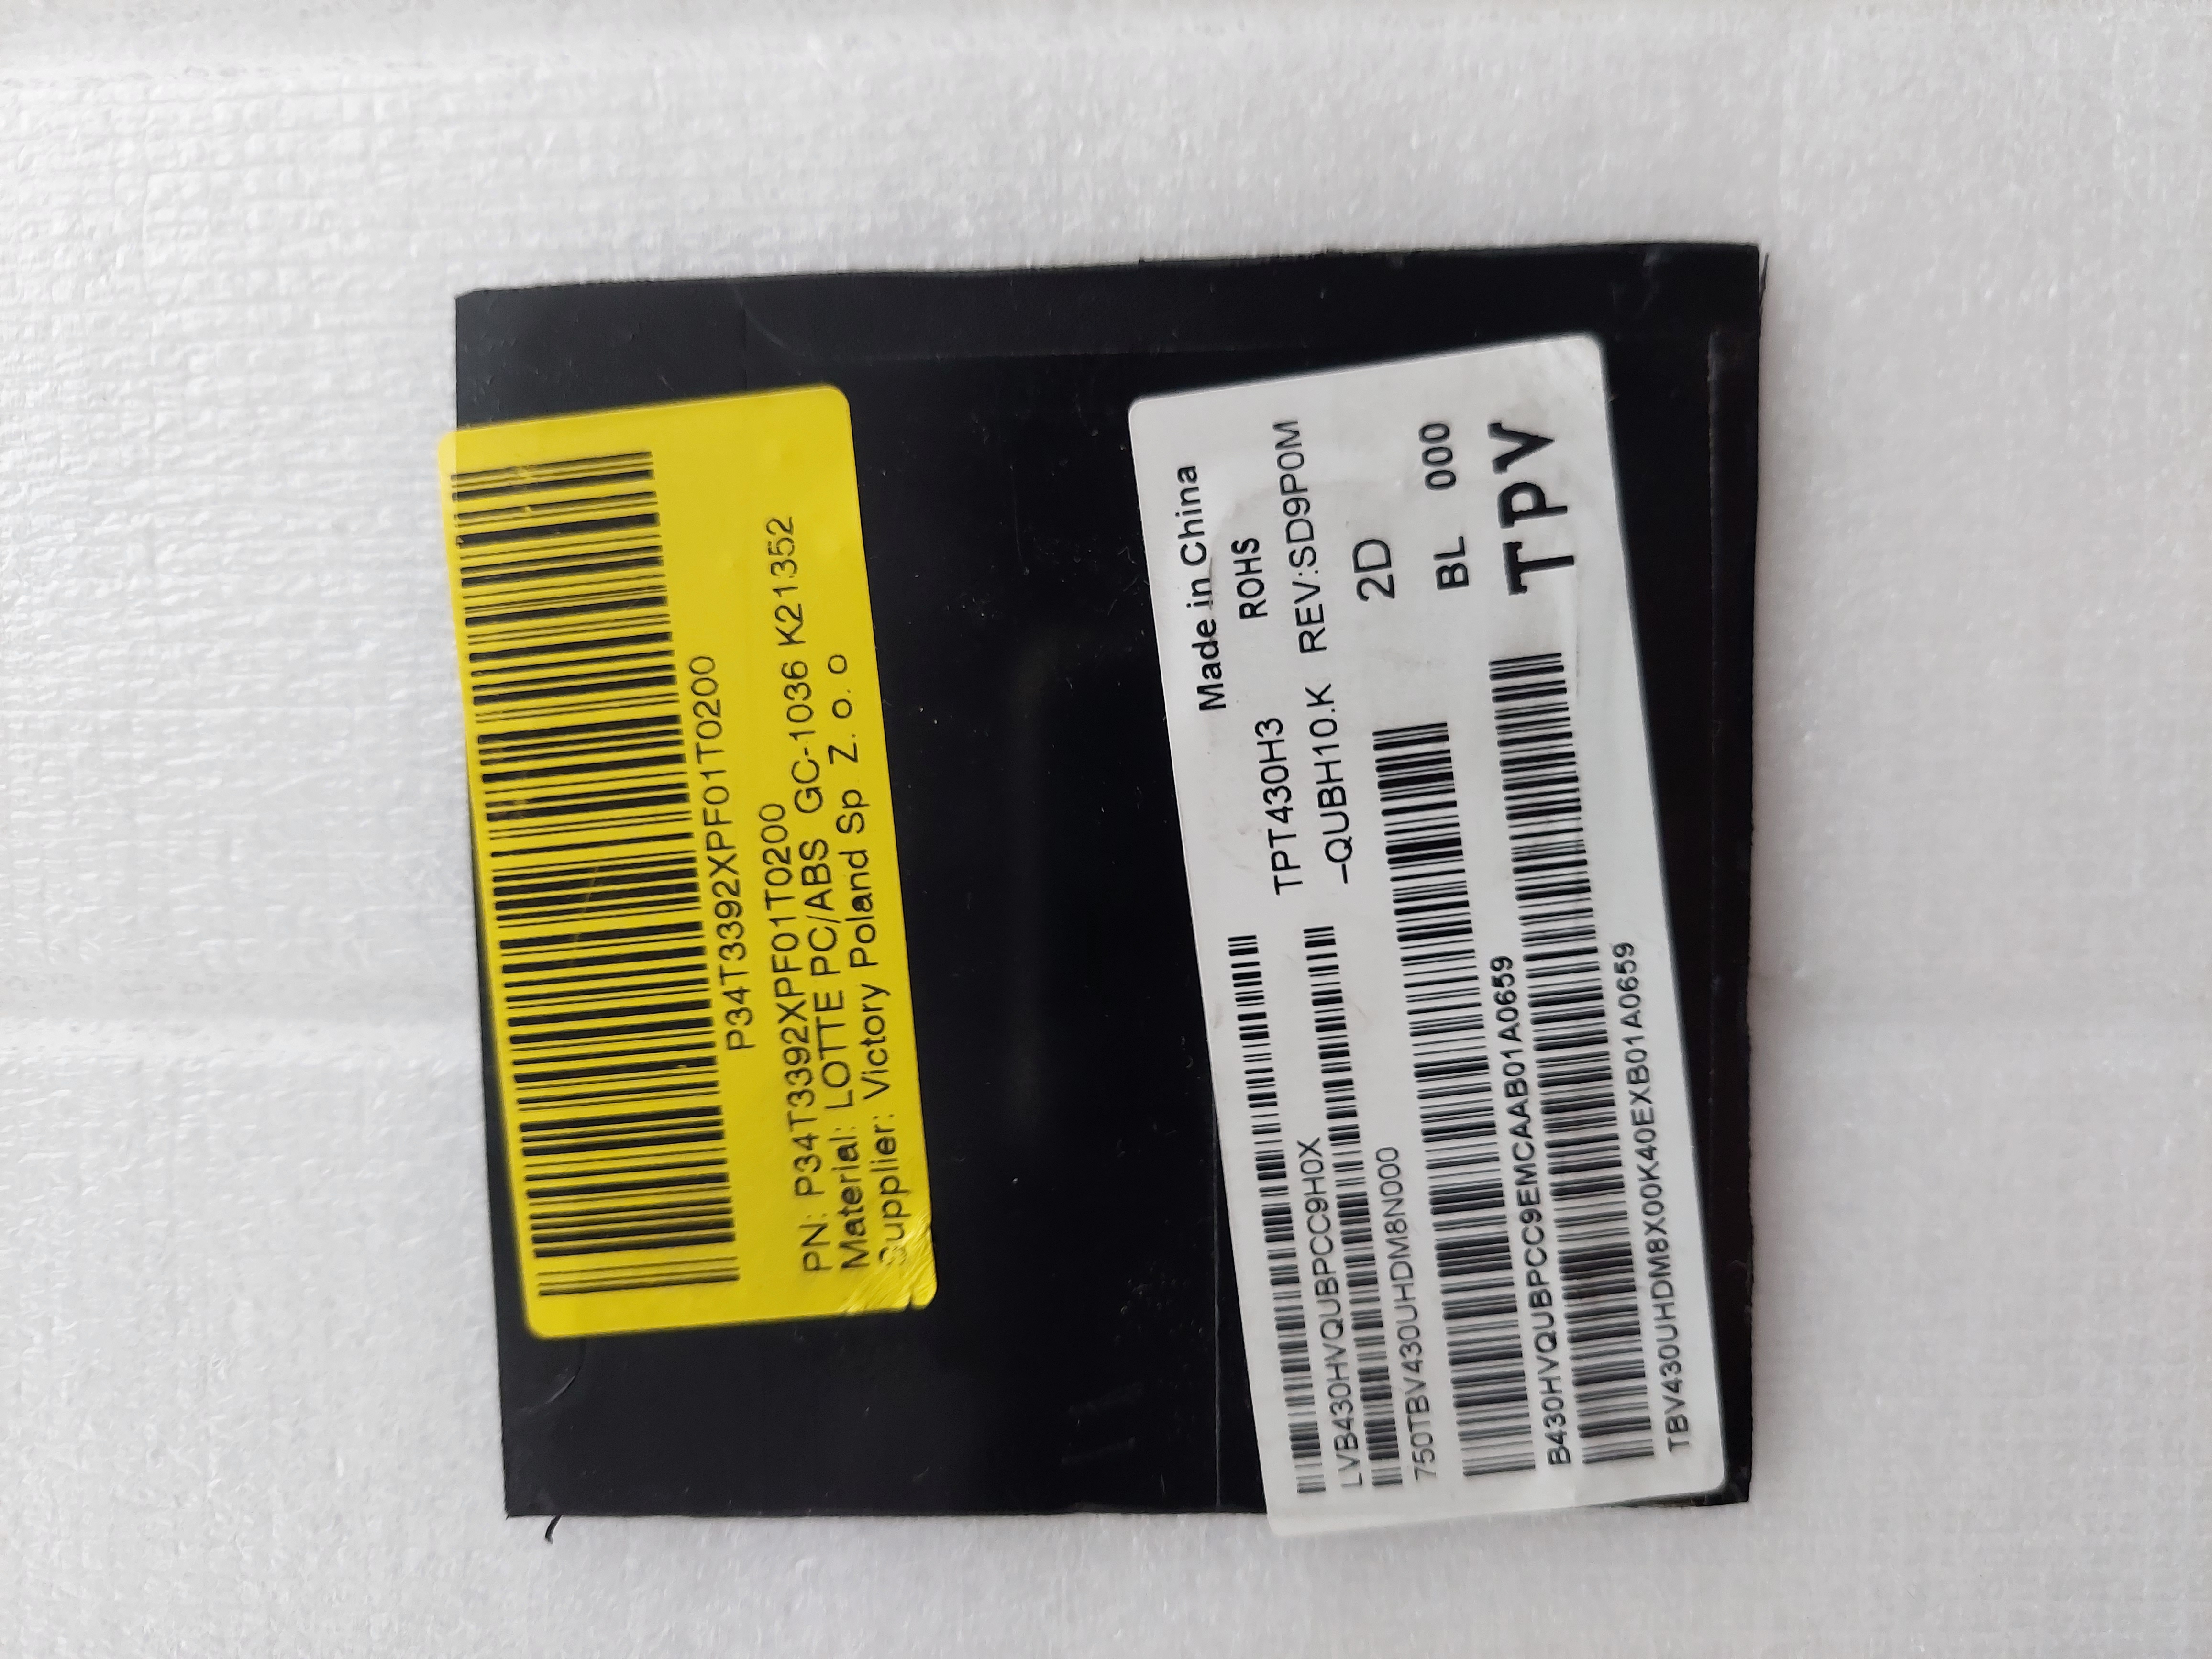 P34T3392XPF01T0200
PN: P34T3392XPF01T0200
Material: LOTTE PC/ABS GC-1036 K21352
Supplier: Victory Poland Sp Z. o. o
Made in China
ROHS
LVB430HVQUBPCC9H0X
TPT430H3
-QUBH10.K REV:SD9P0M
750TBV430UHDM8N000
2D
B430HVQUBPCC9EMCAAB01A0659
BL 000
TBV430UHDM8X00K40EXB01A0659
TPV